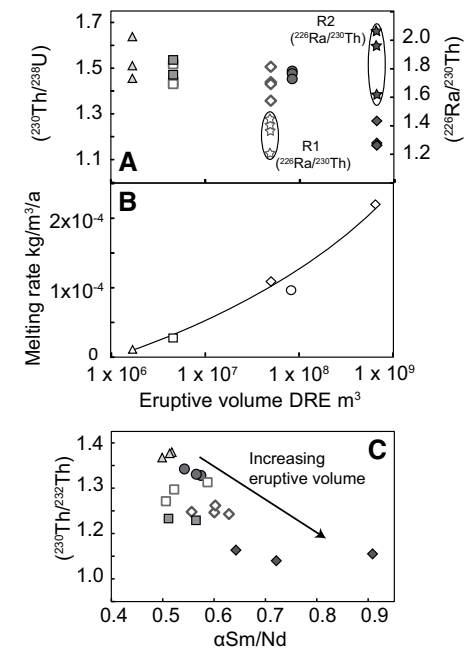 1.7
1.5
1.3
1.1
(²³⁰Th/²³⁸U)
A
R2
(²²⁶Ra/²³⁰Th)
R1
(²²⁶Ra/²³⁰Th)
2.0
1.8
1.6
1.4
1.2
(²²⁶Ra/²³⁰Th)
B
2x10⁻⁴
1x10⁻⁴
0
Melting rate kg/m³/a
1 x 10⁶
1 x 10⁷
1 x 10⁸
1 x 10⁹
Eruptive volume DRE m³
C
Increasing
eruptive volume
1.4
1.3
1.2
1.0
(²³⁰Th/²³²Th)
0.4
0.5
0.6
0.7
0.8
0.9
αSm/Nd